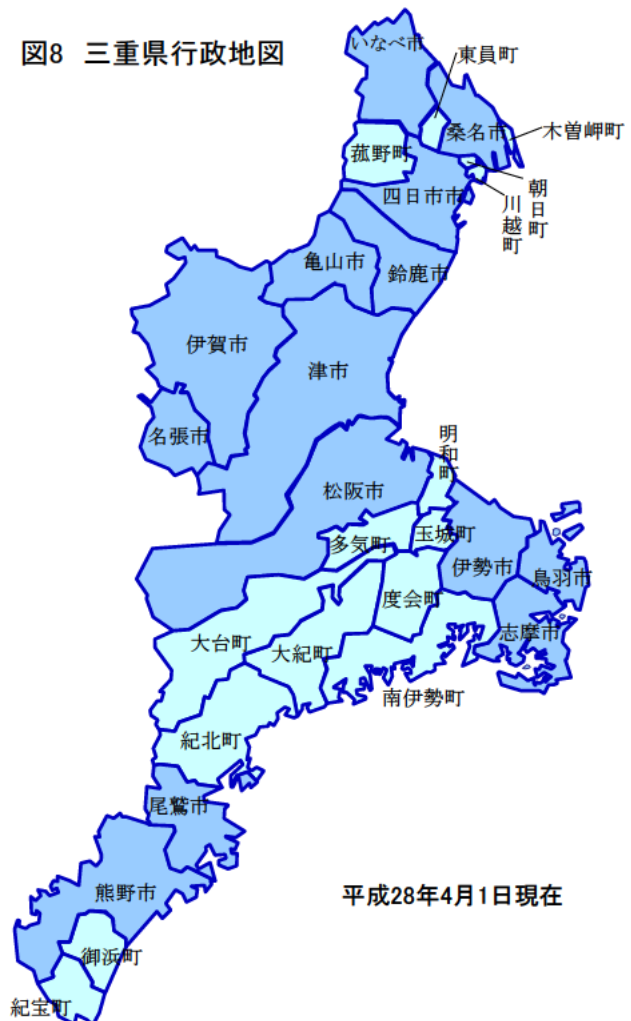 図8 三重県行政地図
いなべ市
東員町
桑名市
木曽岬町
菰野町
朝日町
四日市市
川越町
亀山市
鈴鹿市
伊賀市
津市
名張市
明和町
松阪市
多気町
玉城町
伊勢市
鳥羽市
度会町
志摩市
大台町
大紀町
南伊勢町
紀北町
尾鷲市
熊野市
平成28年4月1日現在
御浜町
紀宝町